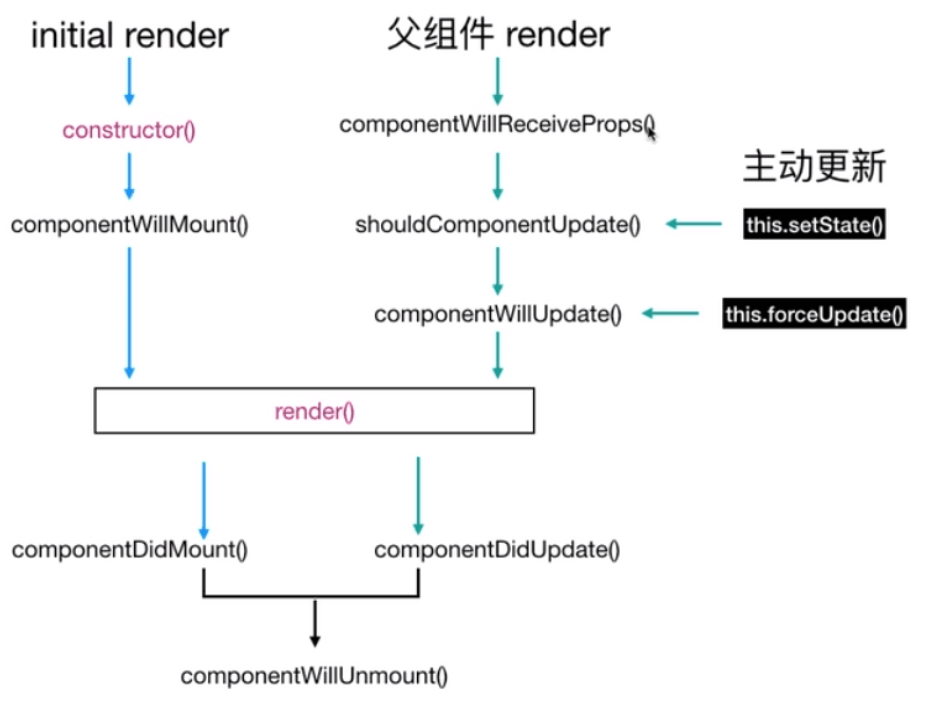 initial render
父组件 render
constructor()
componentWillReceiveProps()
主动更新
componentWillMount()
shouldComponentUpdate()
this.setState()
componentWillUpdate()
this.forceUpdate()
render()
componentDidMount()
componentDidUpdate()
componentWillUnmount()